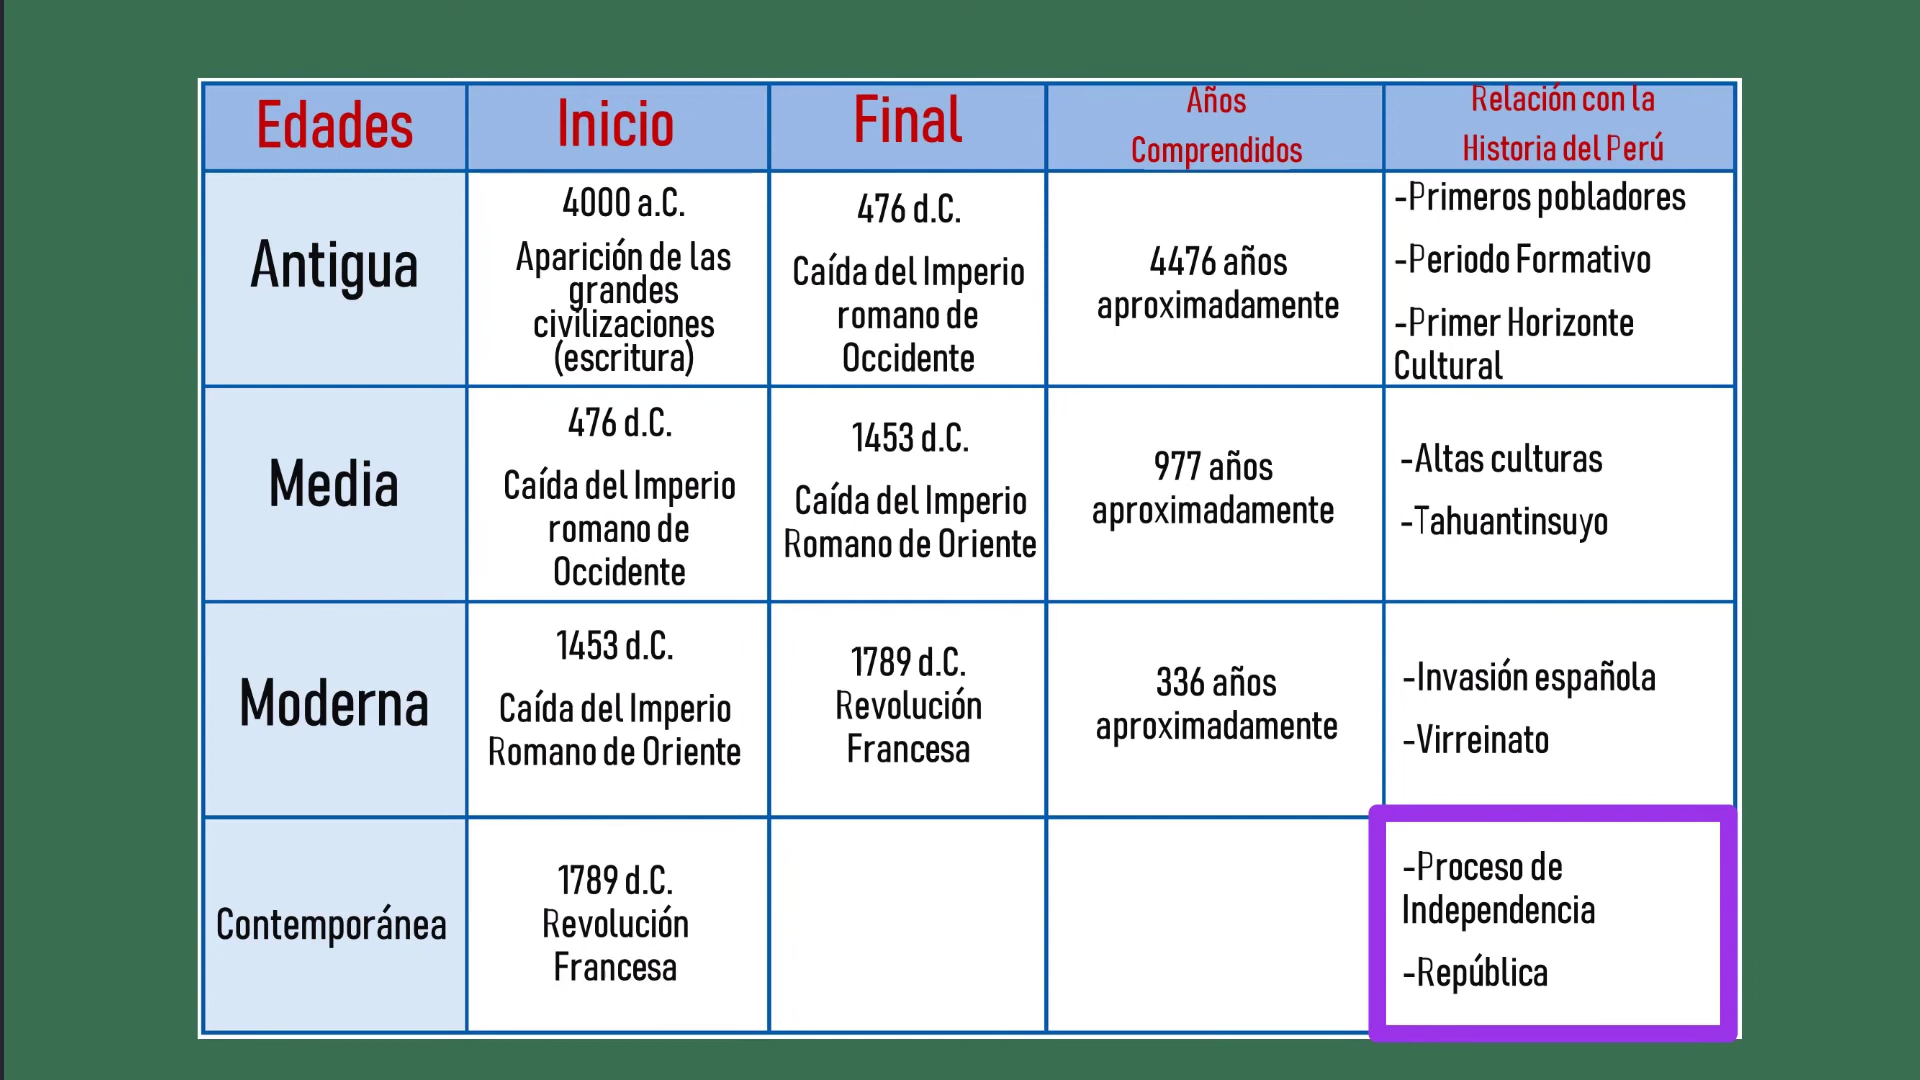 Edades
Inicio
Final
Años
Comprendidos
Relación con la
Historia del Perú
Antigua
4000 a.C.
Aparición de las
grandes
civilizaciones
(escritura)
476 d.C.
Caída del Imperio
romano de
Occidente
4476 años
aproximadamente
-Primeros pobladores
-Periodo Formativo
-Primer Horizonte
Cultural
Media
476 d.C.
Caída del Imperio
romano de
Occidente
1453 d.C.
Caída del Imperio
Romano de Oriente
977 años
aproximadamente
-Altas culturas
-Tahuantinsuyo
Moderna
1453 d.C.
Caída del Imperio
Romano de Oriente
1789 d.C.
Revolución
Francesa
336 años
aproximadamente
-Invasión española
-Virreinato
Contemporánea
1789 d.C.
Revolución
Francesa
-Proceso de
Independencia
-República